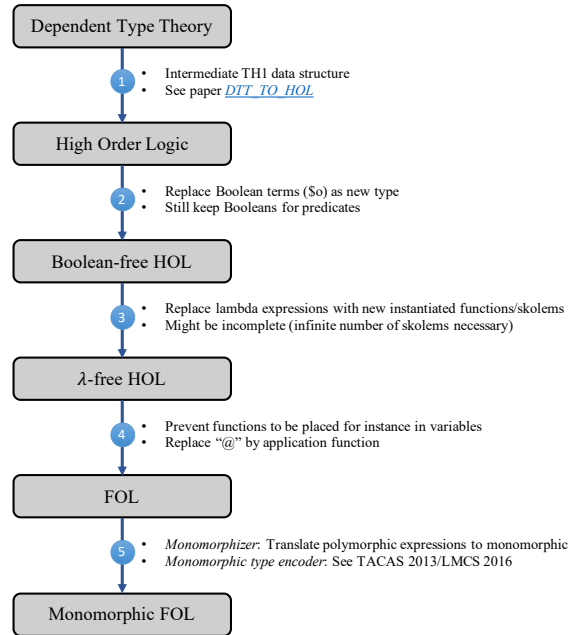 Dependent Type Theory
1
• Intermediate TH1 data structure
• See paper DTT_TO_HOL
High Order Logic
2
• Replace Boolean terms ($o) as new type
• Still keep Booleans for predicates
Boolean-free HOL
3
• Replace lambda expressions with new instantiated functions/skolems
• Might be incomplete (infinite number of skolems necessary)
λ-free HOL
4
• Prevent functions to be placed for instance in variables
• Replace “@” by application function
FOL
5
• Monomorphizer: Translate polymorphic expressions to monomorphic
• Monomorphic type encoder: See TACAS 2013/LMCS 2016
Monomorphic FOL